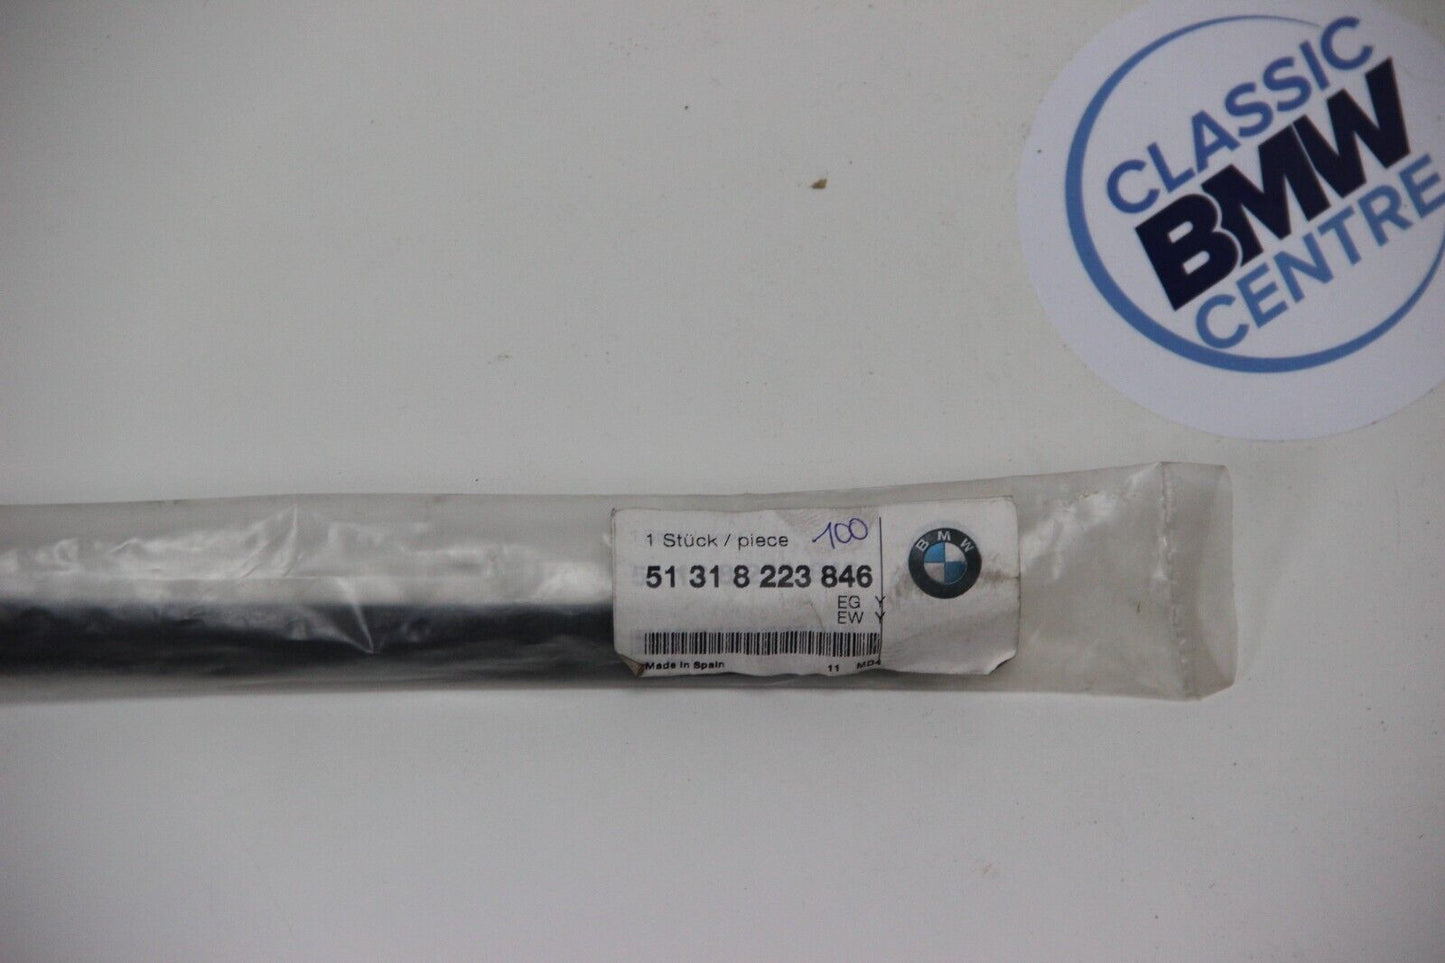 CLASSIC
BMW
CENTRE
1 Stück / piece 100
51 31 8 223 846
EG Y
EW Y
Made in Spain 11 MD4
BMW